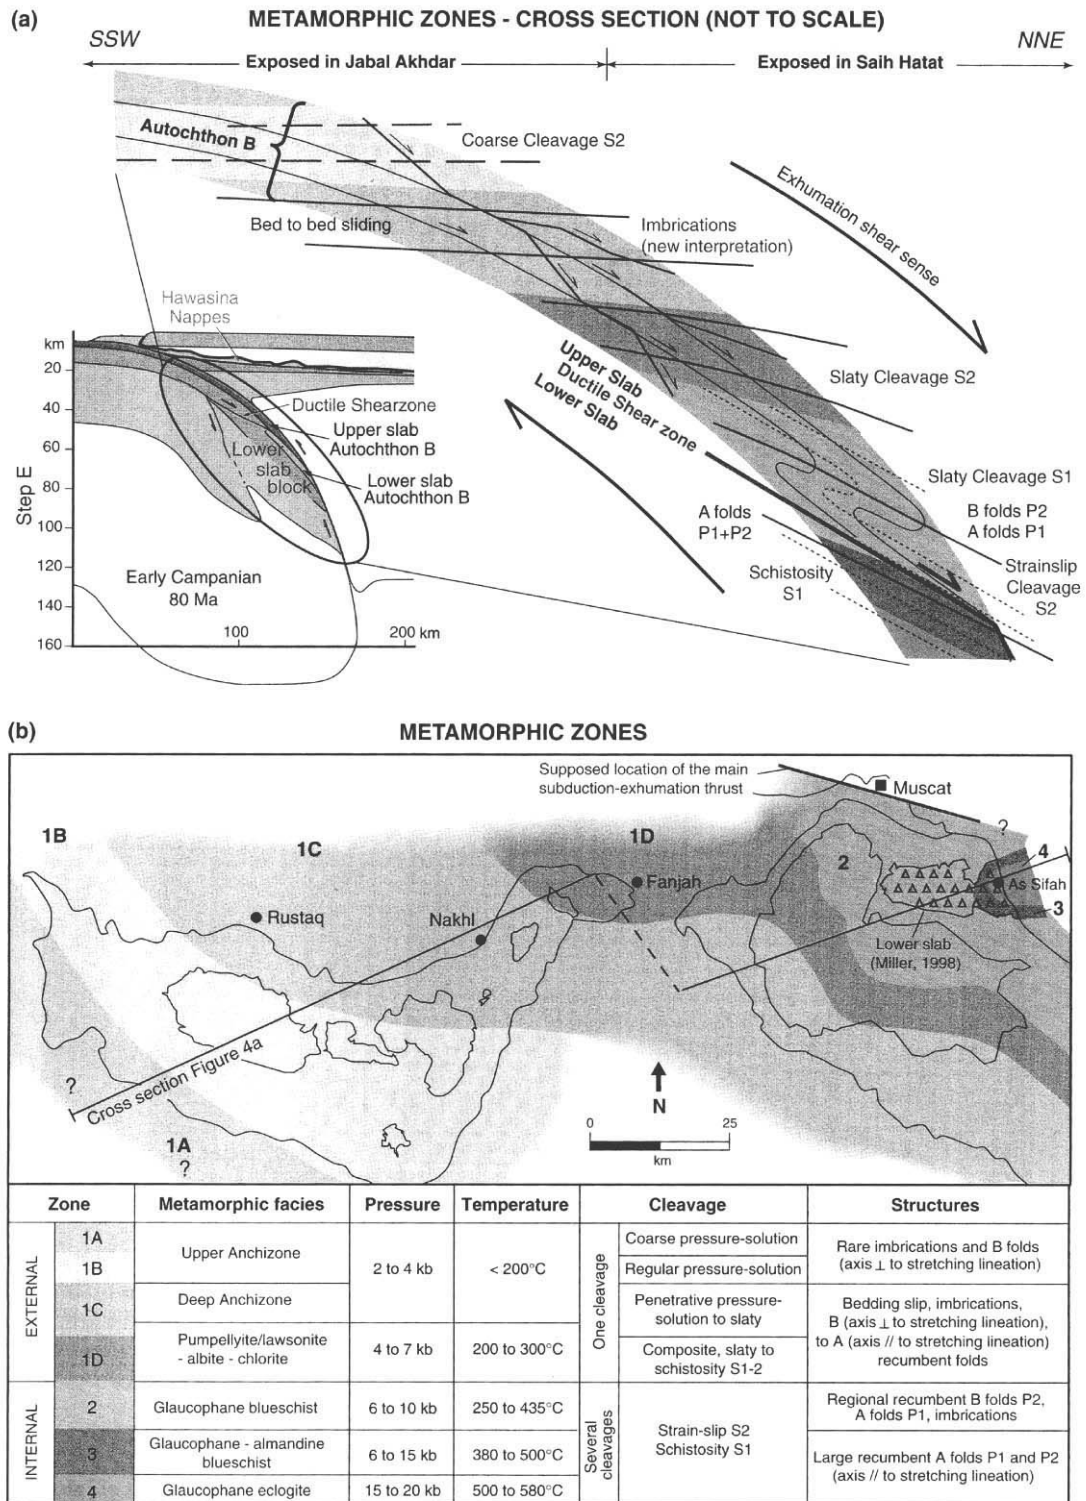 (a)
METAMORPHIC ZONES - CROSS SECTION (NOT TO SCALE)
SSW
NNE
Exposed in Jabal Akhdar
Exposed in Saih Hatat
Autochthon B
Coarse Cleavage S2
Exhumation shear sense
Bed to bed sliding
Imbrications
(new interpretation)
Hawasina
Nappes
km
20
40
60
80
100
120
140
160
Step E
Ductile Shearzone
Upper slab
Autochthon B
Lower
slab
block
Lower slab
Autochthon B
Early Campanian
80 Ma
100
200 km
Upper Slab
Ductile Shear zone
Lower Slab
Slaty Cleavage S2
Slaty Cleavage S1
B folds P2
A folds P1
A folds
P1+P2
Schistosity
S1
Strainslip
Cleavage
S2
(b)
METAMORPHIC ZONES
Supposed location of the main
subduction-exhumation thrust
Muscat
?
1B
1C
1D
2
4
As Sifah
3
Fanjah
Rustaq
Nakhl
Lower slab
(Miller, 1998)
?
Cross section Figure 4a
1A
?
N
0
25
km
Zone
Metamorphic facies
Pressure
Temperature
Cleavage
Structures
EXTERNAL
1A
1B
1C
1D
Upper Anchizone
Deep Anchizone
Pumpellyite/lawsonite
- albite - chlorite
2 to 4 kb
< 200°C
4 to 7 kb
200 to 300°C
One cleavage
Coarse pressure-solution
Regular pressure-solution
Penetrative pressure-
solution to slaty
Composite, slaty to
schistosity S1-2
Rare imbrications and B folds
(axis ⊥ to stretching lineation)
Bedding slip, imbrications,
B (axis ⊥ to stretching lineation),
to A (axis // to stretching lineation)
recumbent folds
INTERNAL
2
Glaucophane blueschist
6 to 10 kb
250 to 435°C
3
Glaucophane - almandine
blueschist
6 to 15 kb
380 to 500°C
4
Glaucophane eclogite
15 to 20 kb
500 to 580°C
Several
cleavages
Strain-slip S2
Schistosity S1
Regional recumbent B folds P2,
A folds P1, imbrications
Large recumbent A folds P1 and P2
(axis // to stretching lineation)